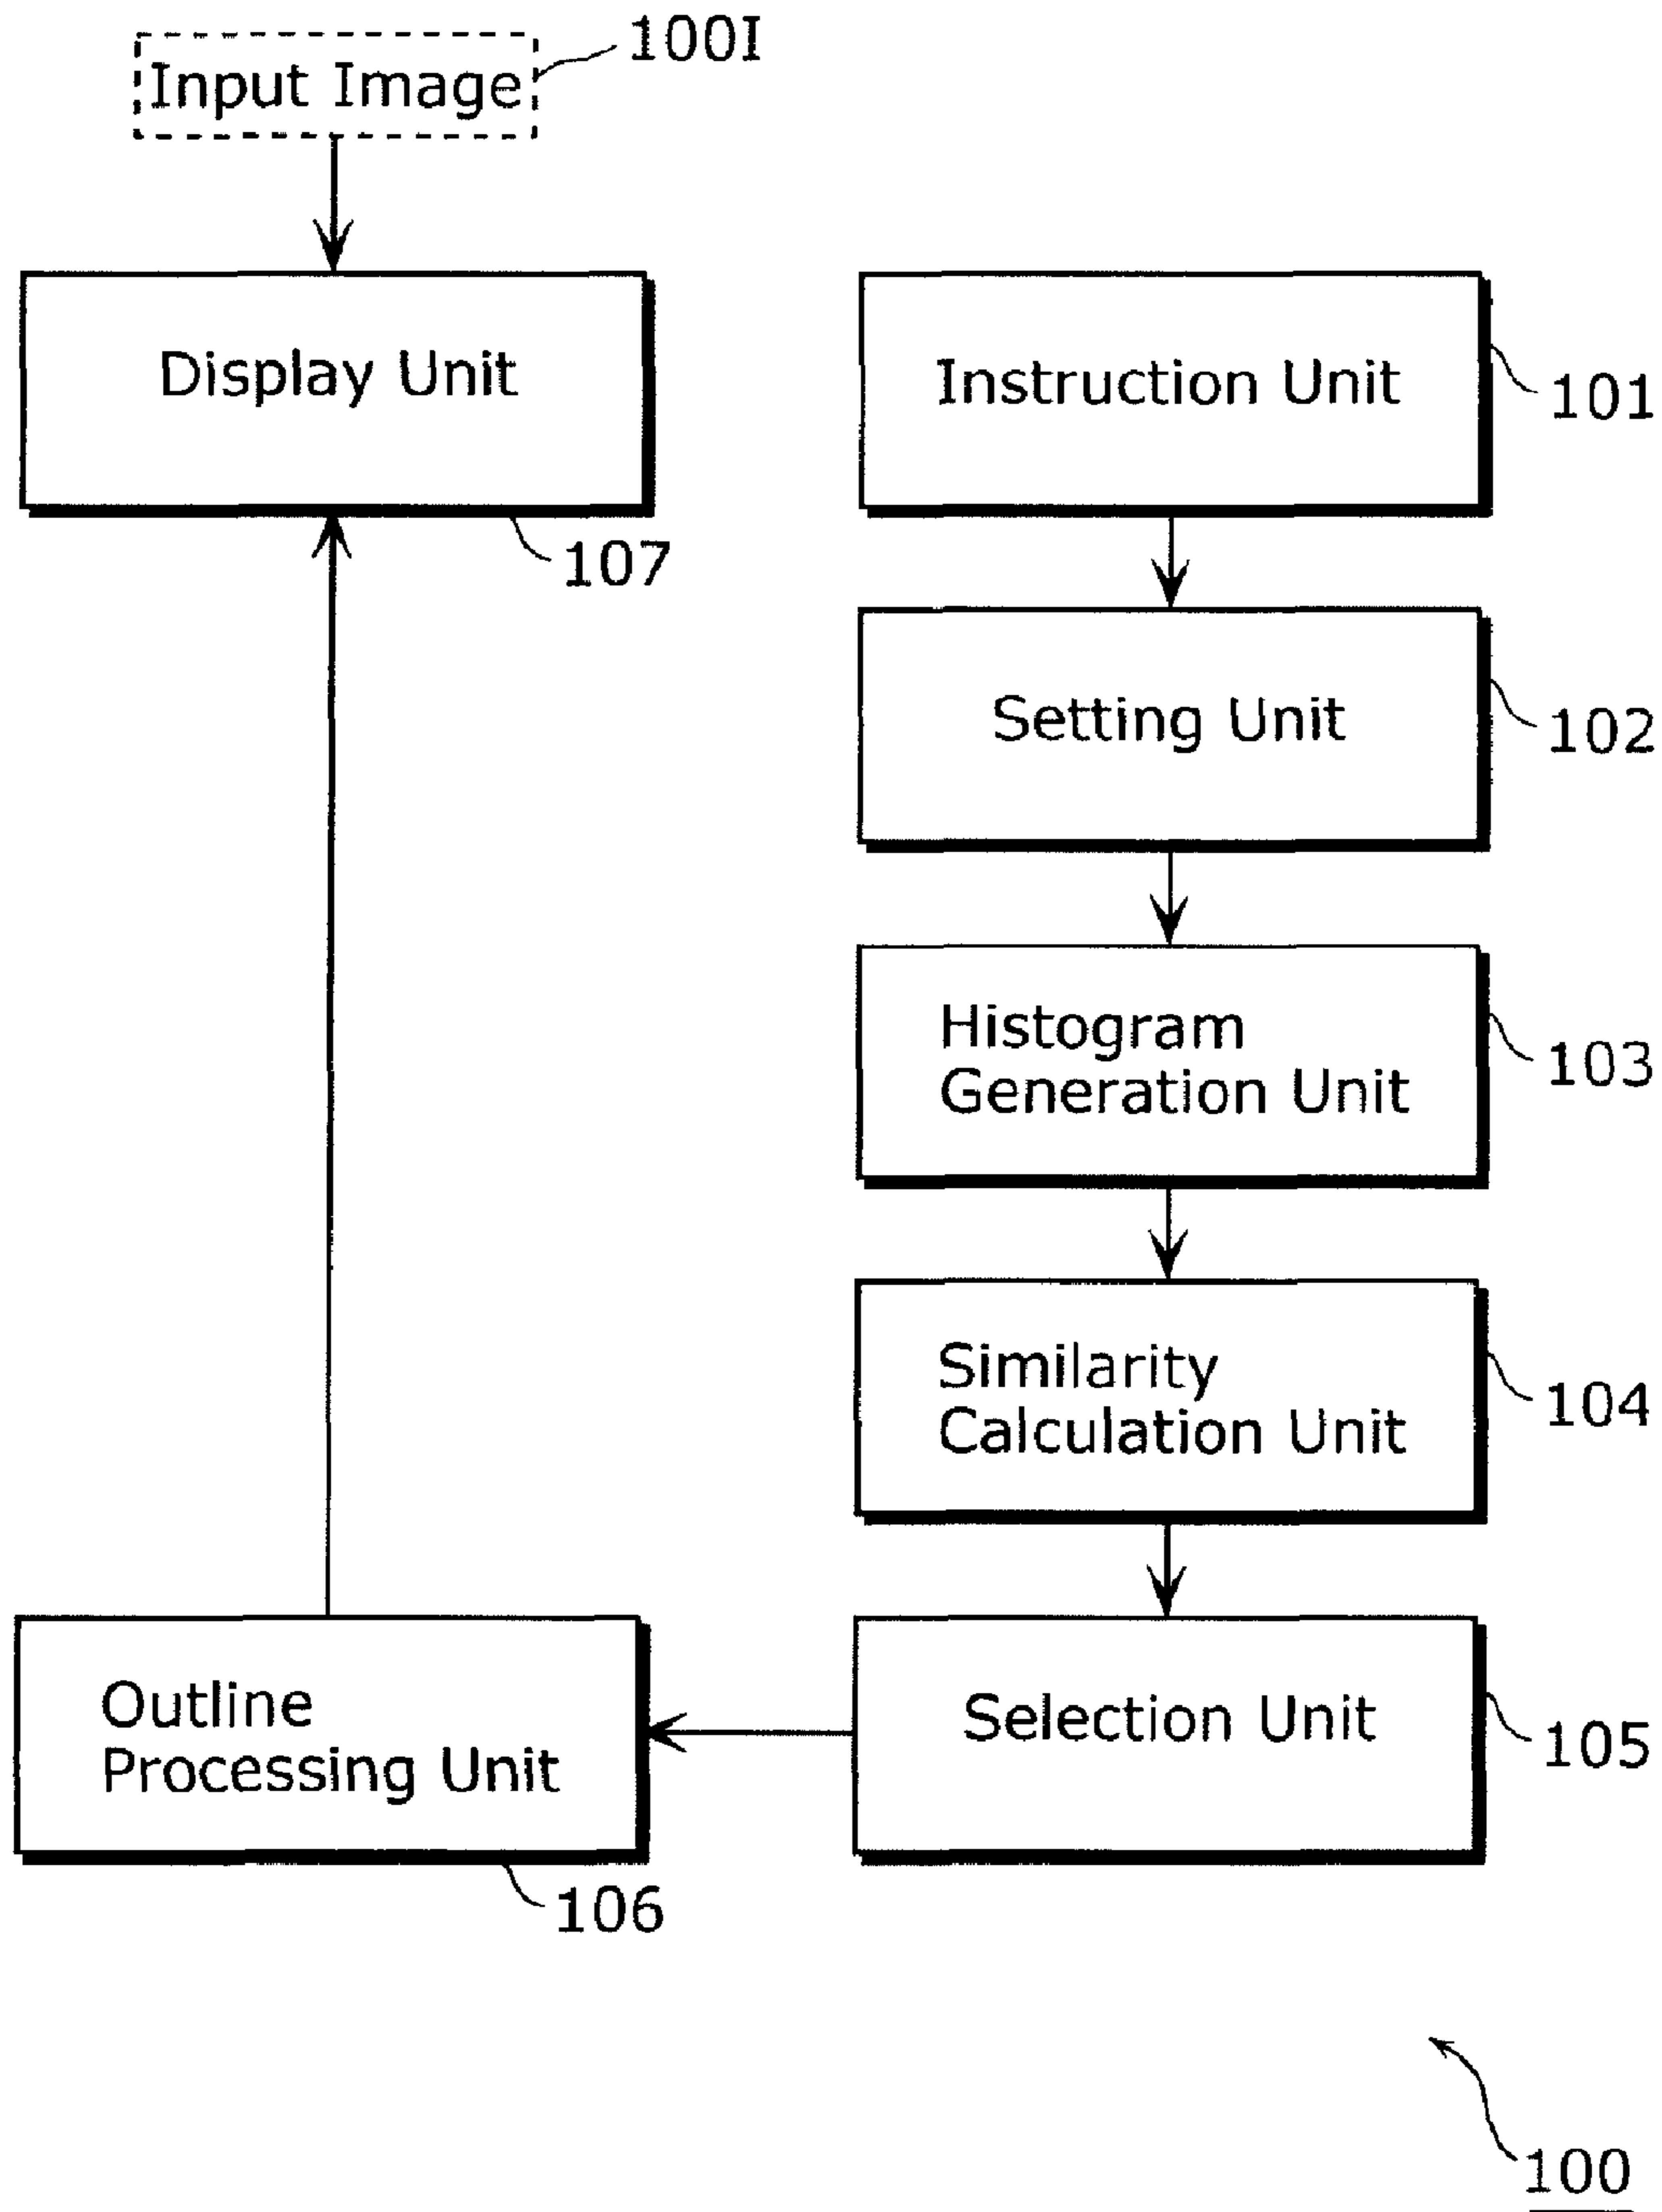 100I
Input Image
Display Unit
107
Instruction Unit
101
Setting Unit
102
Histogram
Generation Unit
103
Similarity
Calculation Unit
104
Selection Unit
105
Outline
Processing Unit
106
100